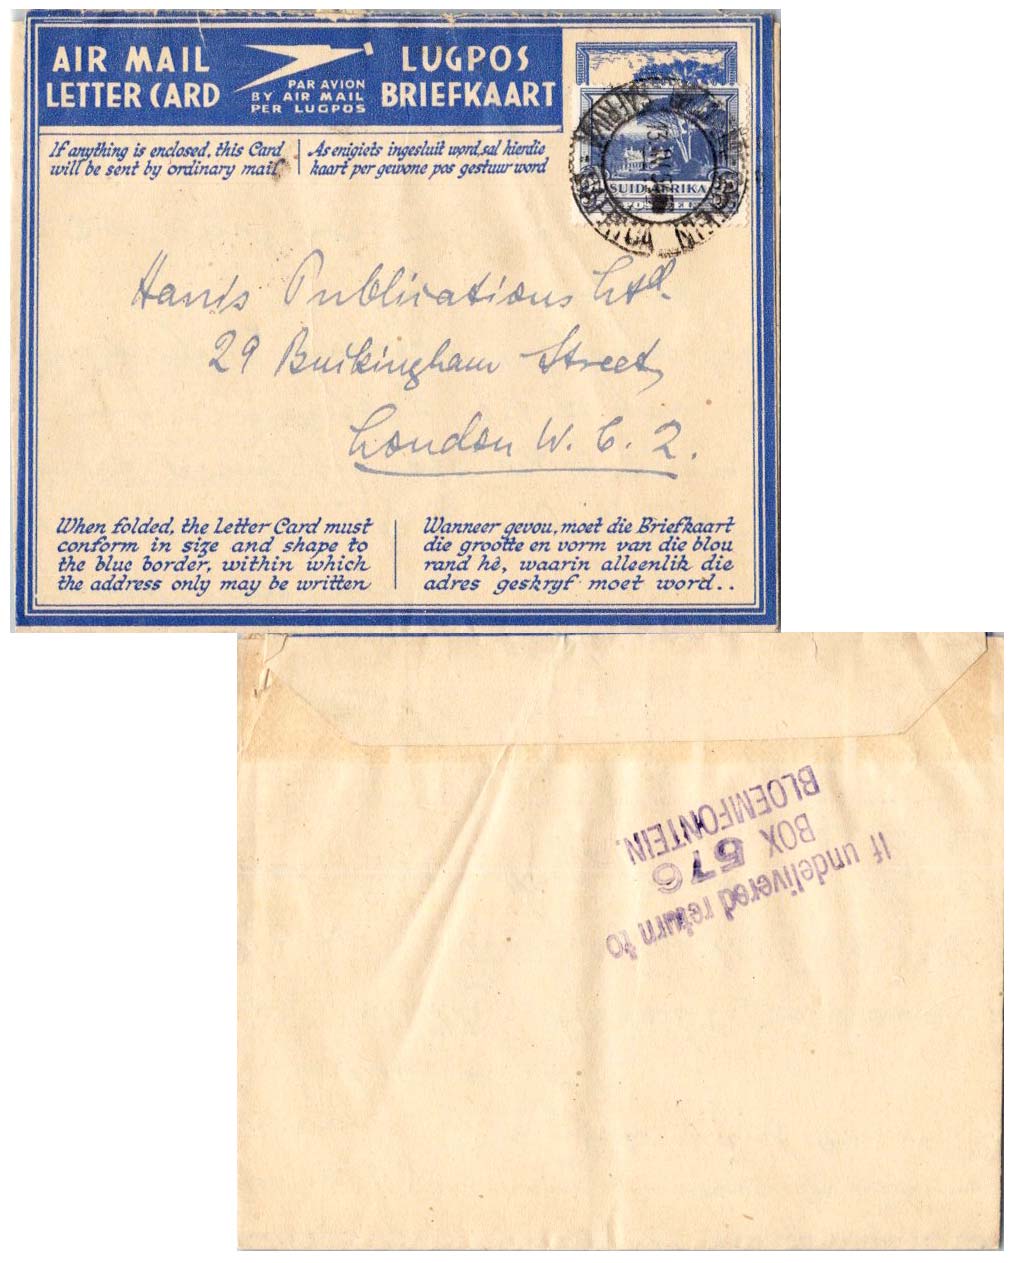 AIR MAIL
LETTER CARD
PAR AVION
BY AIR MAIL
PER LUGPOS
LUGPOS
BRIEFKAART
If anything is enclosed, this Card
will be sent by ordinary mail
As enigiets ingesluit word, sal hierdie
kaart per gewone pos gestuur word
SUID-AFRIKA
Harris Publications Ltd.
29 Buckingham Street,
London W. C. 2.
When folded, the Letter Card must
conform in size and shape to
the blue border, within which
the address only may be written
Wanneer gevou, moet die Briefkaart
die grootte en vorm van die blou
rand hê, waarin alleenlik die
adres geskryf moet word..
If undelivered return to
BOX 576
BLOEMFONTEIN.